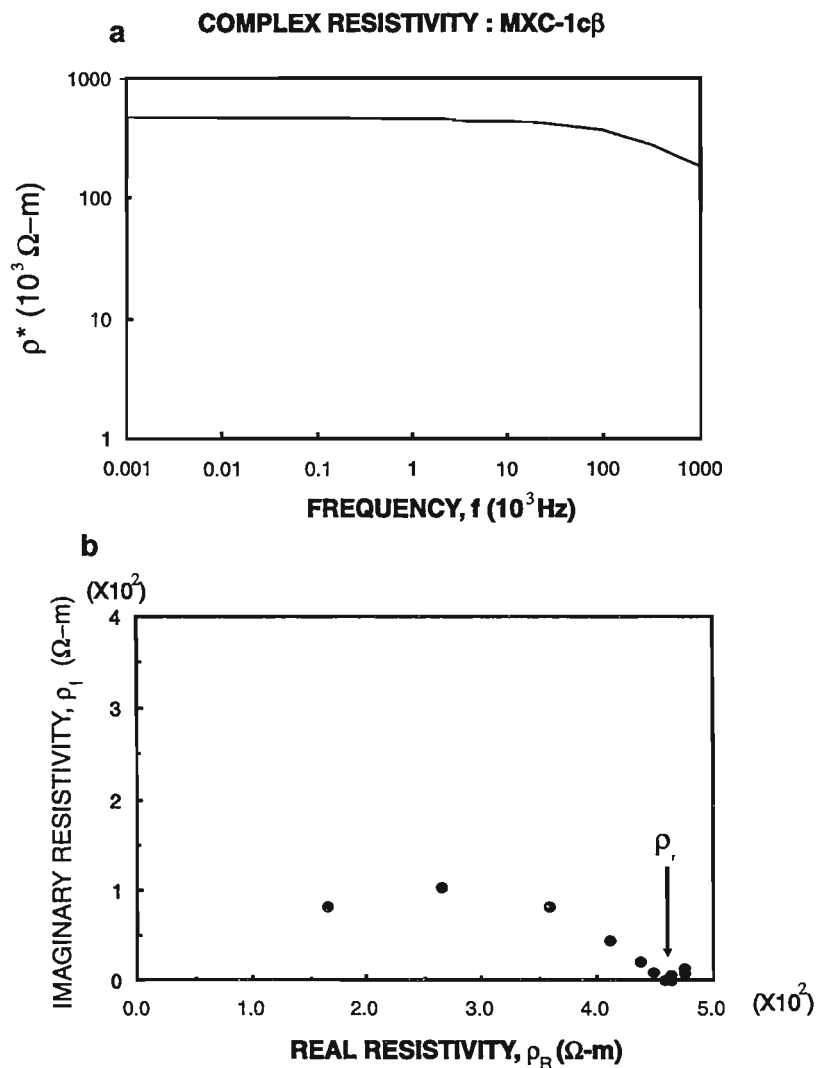 a COMPLEX RESISTIVITY : MXC-1cβ
1000
100
10
1
ρ* (10³ Ω–m)
0.001 0.01 0.1 1 10 100 1000
FREQUENCY, f (10³ Hz)
b
(X10²)
4
3
2
1
0
IMAGINARY RESISTIVITY, ρI (Ω–m)
ρr
0.0 1.0 2.0 3.0 4.0 5.0 (X10²)
REAL RESISTIVITY, ρR (Ω-m)